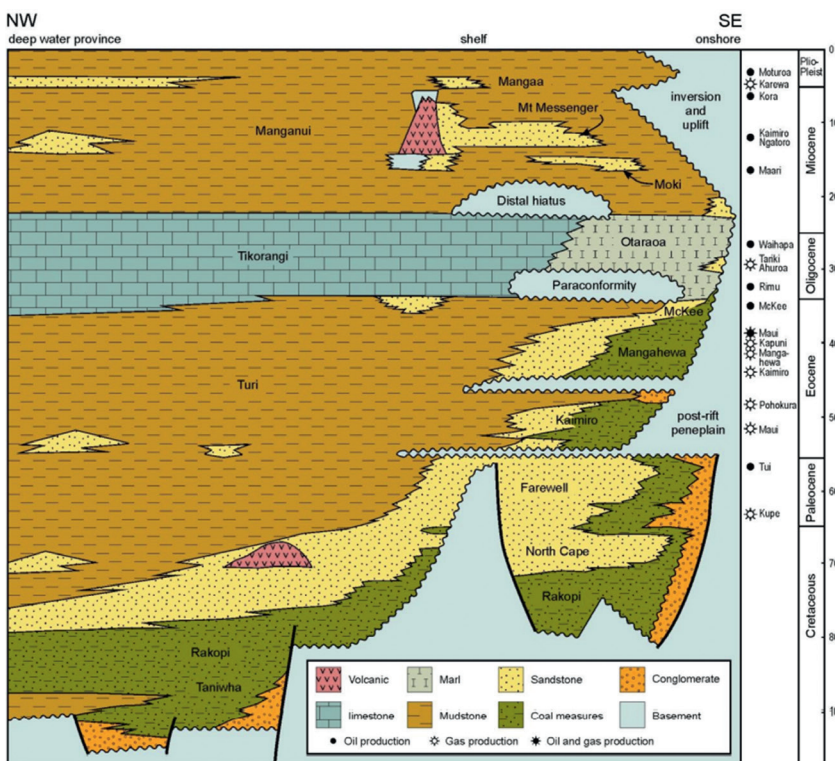 NW
SE
deep water province
shelf
onshore
Mangaa
Mt Messenger
Manganui
inversion
and
uplift
Moki
Distal hiatus
Otaraoa
Tikorangi
Paraconformity
McKee
Mangahewa
Turi
Kaimiro
post-rift
peneplain
Farewell
North Cape
Rakopi
Rakopi
Taniwha
Moturoa
Karewa
Kora
Kaimiro
Ngatoro
Maari
Waihapa
Tariki
Ahuroa
Rimu
McKee
Maui
Kapuni
Manga-
hewa
Kaimiro
Pohokura
Maui
Tui
Kupe
Plio-
Pleist
Miocene
Oligocene
Eocene
Paleocene
Cretaceous
0
10
20
30
40
50
60
70
80
Volcanic
Marl
Sandstone
Conglomerate
limestone
Mudstone
Coal measures
Basement
Oil production
Gas production
Oil and gas production